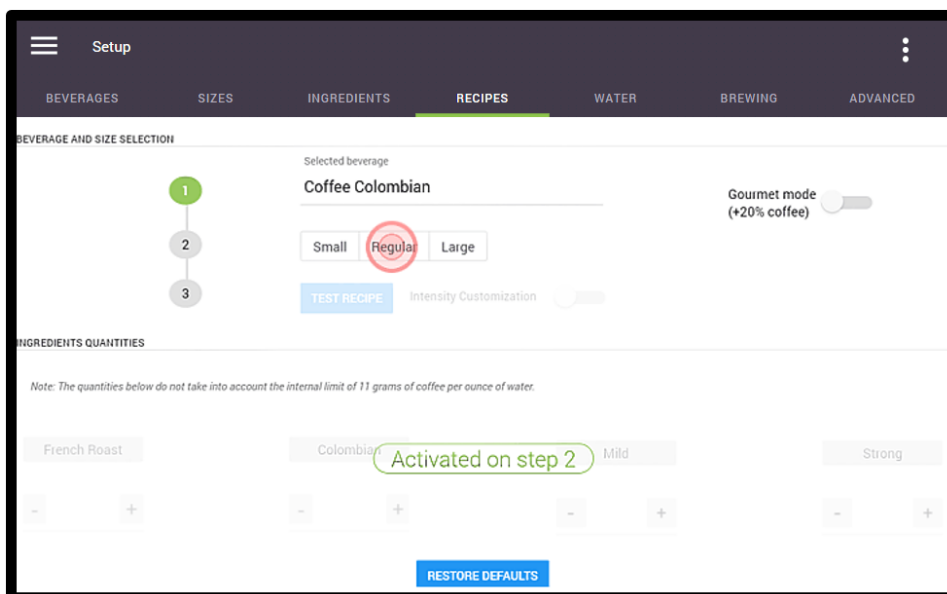 Setup
BEVERAGES SIZES INGREDIENTS RECIPES WATER BREWING ADVANCED
BEVERAGE AND SIZE SELECTION
Selected beverage
1 Coffee Colombian
Gourmet mode
(+20% coffee)
2 Small Regular Large
3 TEST RECIPE Intensity Customization
INGREDIENTS QUANTITIES
Note: The quantities below do not take into account the internal limit of 11 grams of coffee per ounce of water.
French Roast Colombian Mild Strong
Activated on step 2
- + - + - + - +
RESTORE DEFAULTS